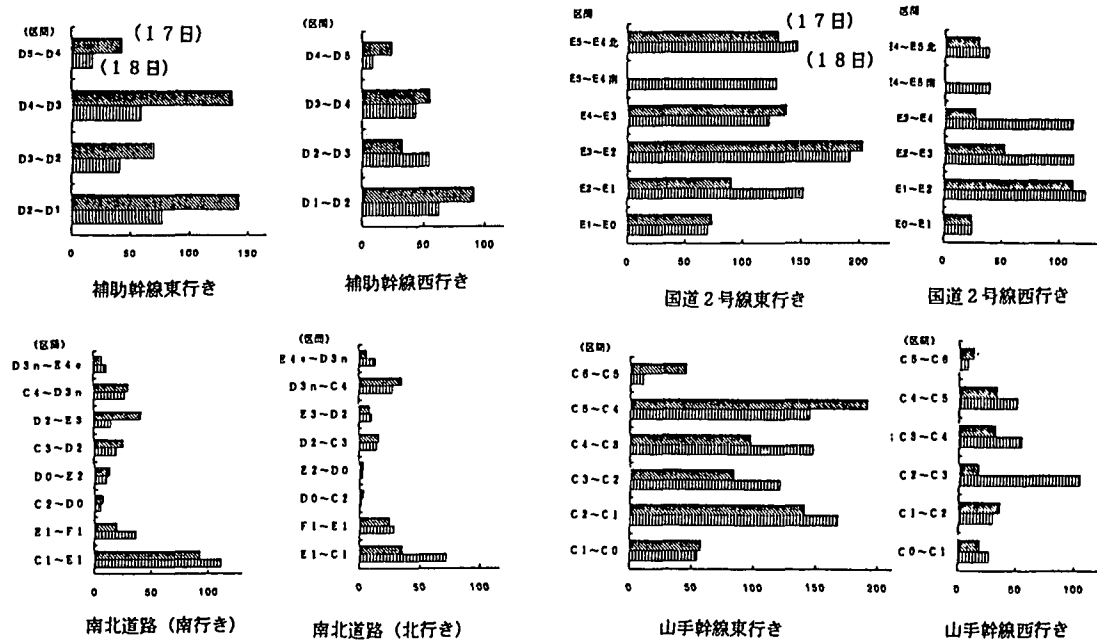 (区間)
D5～D4
(17日)
(18日)
D4～D3
D3～D2
D2～D1
0 50 100 150
補助幹線東行き
(区間)
D4～D5
D3～D4
D2～D3
D1～D2
0 50 100
補助幹線西行き
区間
(17日)
E5～E4北
(18日)
E5～E4南
E4～E3
E3～E2
E2～E1
E1～E0
0 50 100 150 200
国道2号線東行き
区間
E4～E5北
E4～E5南
E3～E4
E2～E3
E1～E2
E0～E1
0 50 100
国道2号線西行き
(区間)
D3n～E4e
C4～D3n
D2～E3
C3～D2
D0～E2
C2～D0
E1～F1
C1～E1
0 50 100
南北道路(南行き)
(区間)
E4e～D3n
D3n～C4
E3～D2
D2～C3
E2～D0
D0～C2
F1～E1
E1～C1
0 50 100
南北道路(北行き)
(区間)
C6～C5
C5～C4
C4～C3
C3～C2
C2～C1
C1～C0
0 50 100 150 200
山手幹線東行き
(区間)
C5～C6
C4～C5
C3～C4
C2～C3
C1～C2
C0～C1
0 50 100
山手幹線西行き